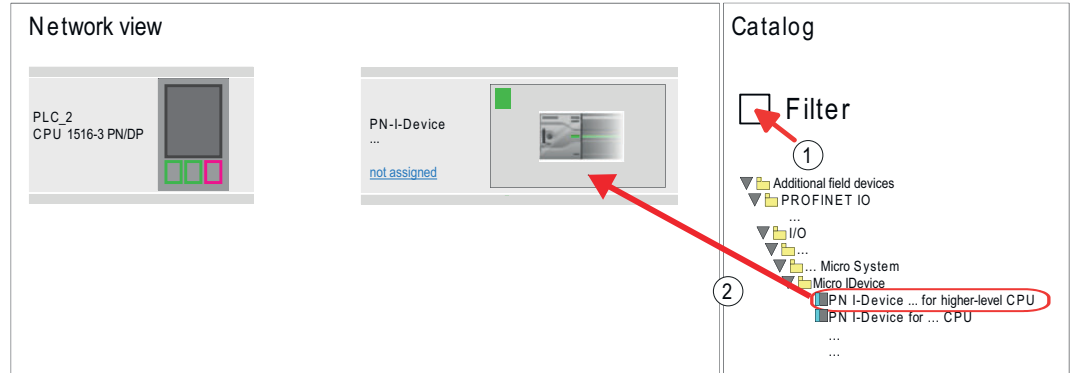 Network view
PLC_2
CPU 1516-3 PN/DP
PN-I-Device
...
not assigned
Catalog
Filter
1
Additional field devices
PROFINET IO
...
I/O
...
... Micro System
Micro IDevice
2
PN I-Device ... for higher-level CPU
PN I-Device for ... CPU
...
...